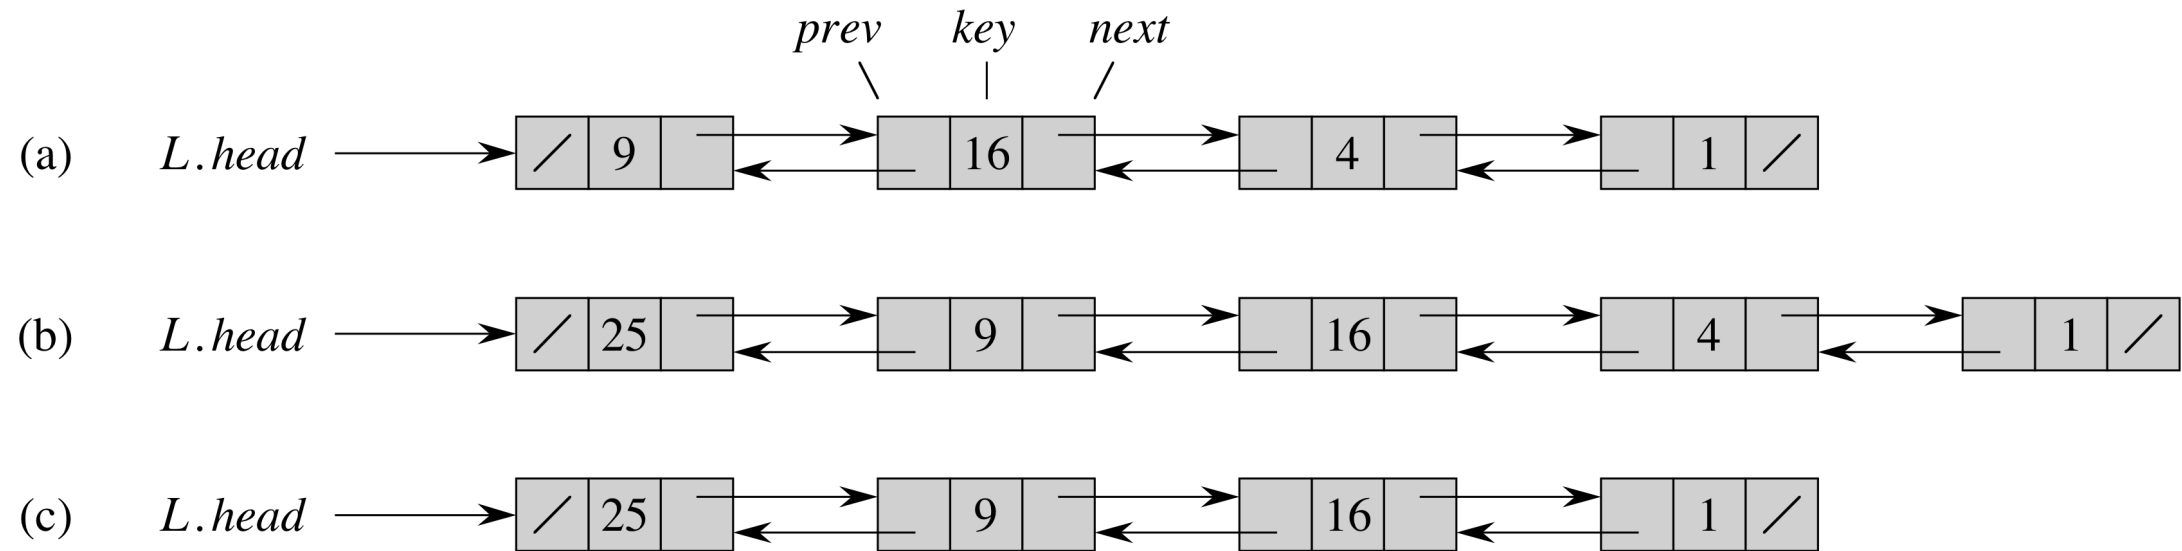 prev key next
(a) L.head / 9 16 4 1 /
(b) L.head / 25 9 16 4 1 /
(c) L.head / 25 9 16 1 /